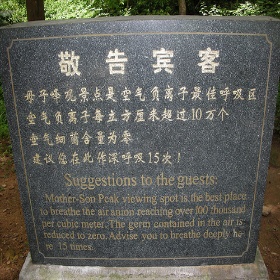 敬告宾客
母子峰观景点是空气负离子最佳呼吸区
空气负离子每立方厘米超过10万个
空气细菌含量为零
建议您在此作深呼吸15次！
Suggestions to the guests:
Mother-Son Peak viewing spot is the best place
to breathe the air anion reaching over 100 thousand
per cubic meter. The germ contained in the air is
reduced to zero. Advise you to breathe deeply he
re 15 times.